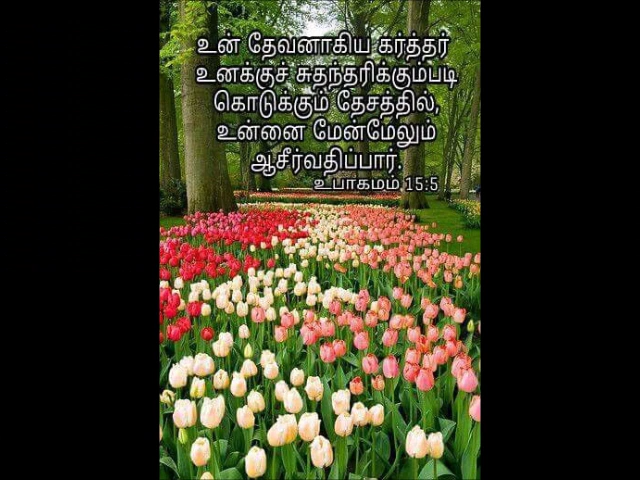 உன் தேவனாகிய கர்த்தர்
உனக்குச் சுதந்தரிக்கும்படி
கொடுக்கும் தேசத்தில்,
உன்னை மேன்மேலும்
ஆசீர்வதிப்பார்.
உபாகமம் 15:5